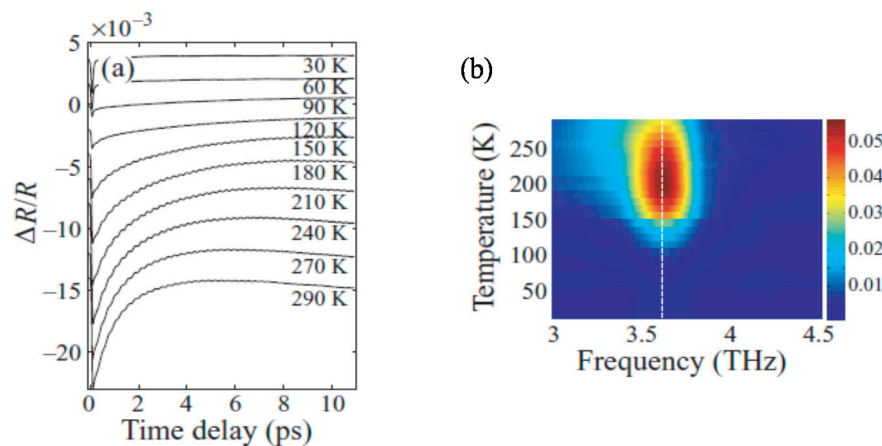 ×10⁻³
5
0
−5
−10
−15
−20
ΔR/R
(a)
30 K
60 K
90 K
120 K
150 K
180 K
210 K
240 K
270 K
290 K
0 2 4 6 8 10
Time delay (ps)
(b)
Temperature (K)
250
200
150
100
50
3 3.5 4 4.5
Frequency (THz)
0.05
0.04
0.03
0.02
0.01